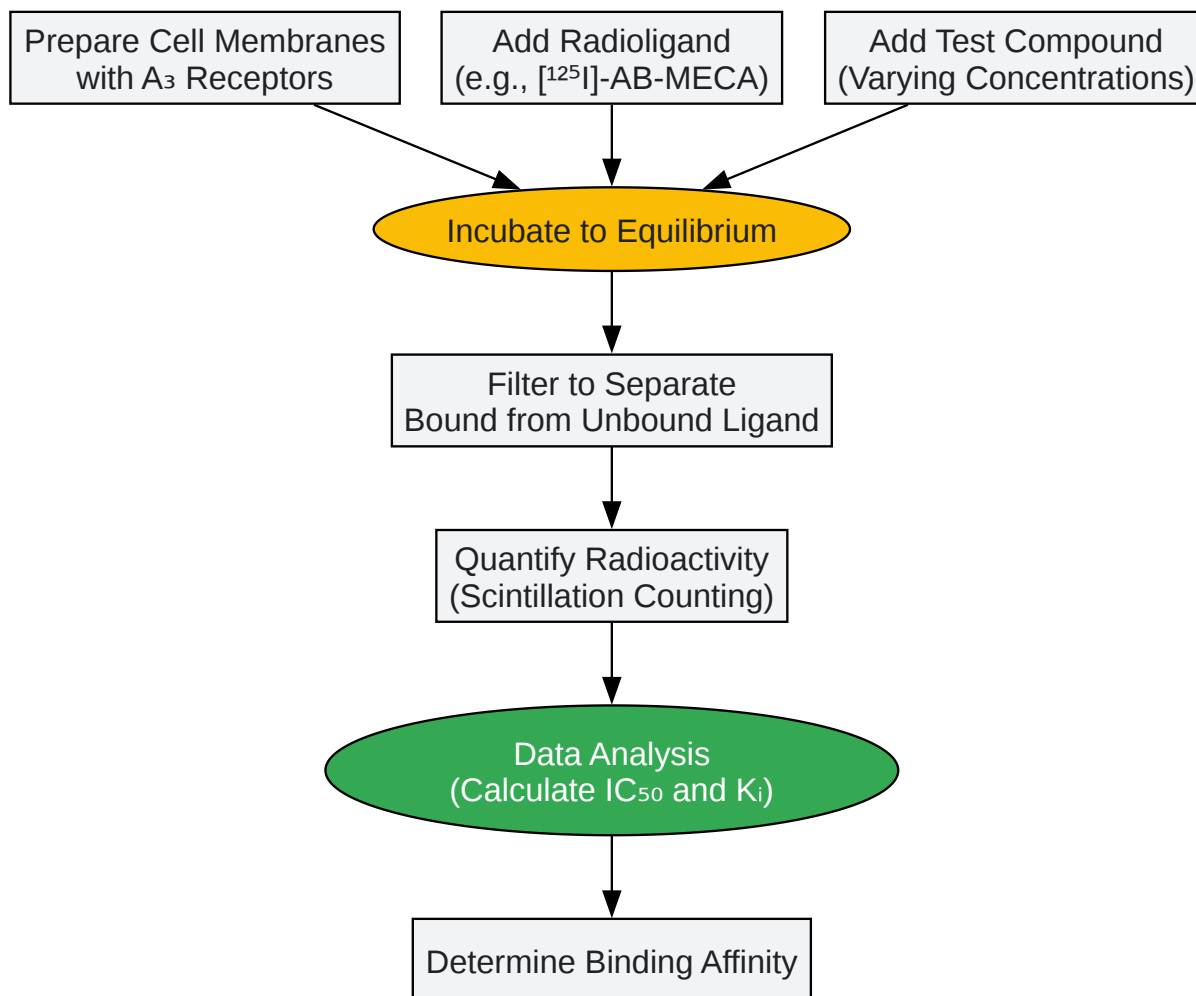 Prepare Cell Membranes
with A₃ Receptors
Add Radioligand
(e.g., [¹²⁵I]-AB-MECA)
Add Test Compound
(Varying Concentrations)
Incubate to Equilibrium
Filter to Separate
Bound from Unbound Ligand
Quantify Radioactivity
(Scintillation Counting)
Data Analysis
(Calculate IC₅₀ and Kᵢ)
Determine Binding Affinity